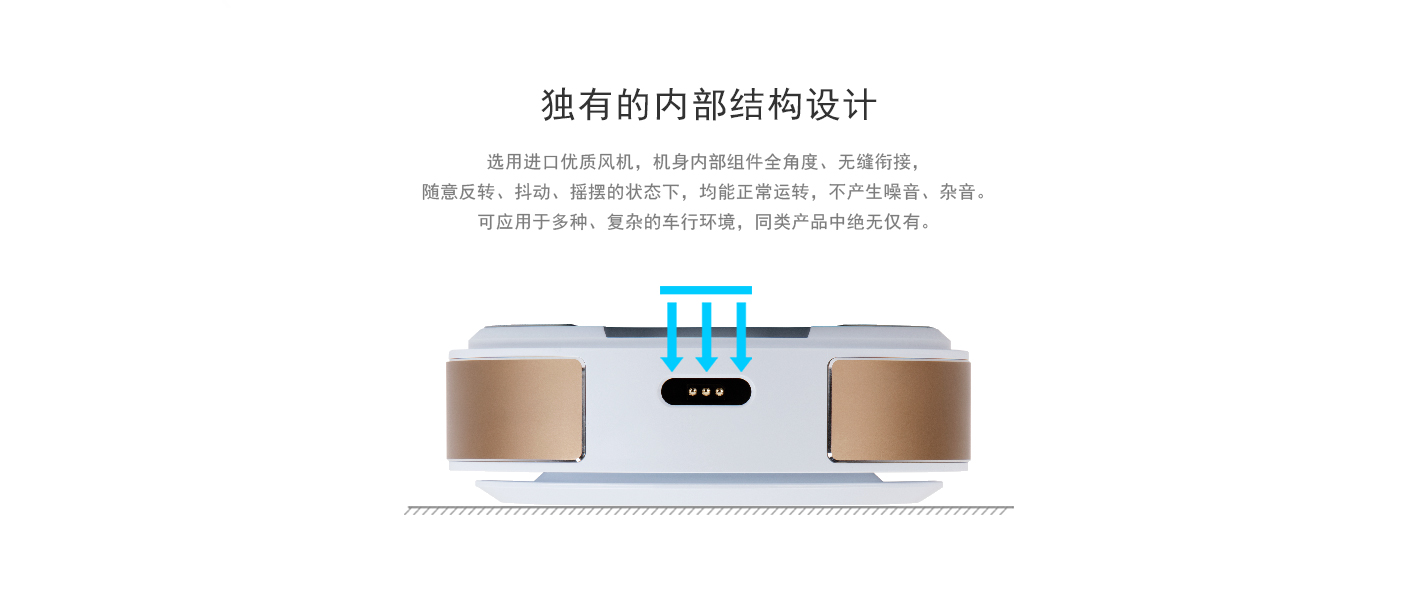 独有的内部结构设计
选用进口优质风机，机身内部组件全角度、无缝衔接，
随意反转、抖动、摇摆的状态下，均能正常运转，不产生噪音、杂音。
可应用于多种、复杂的车行环境，同类产品中绝无仅有。